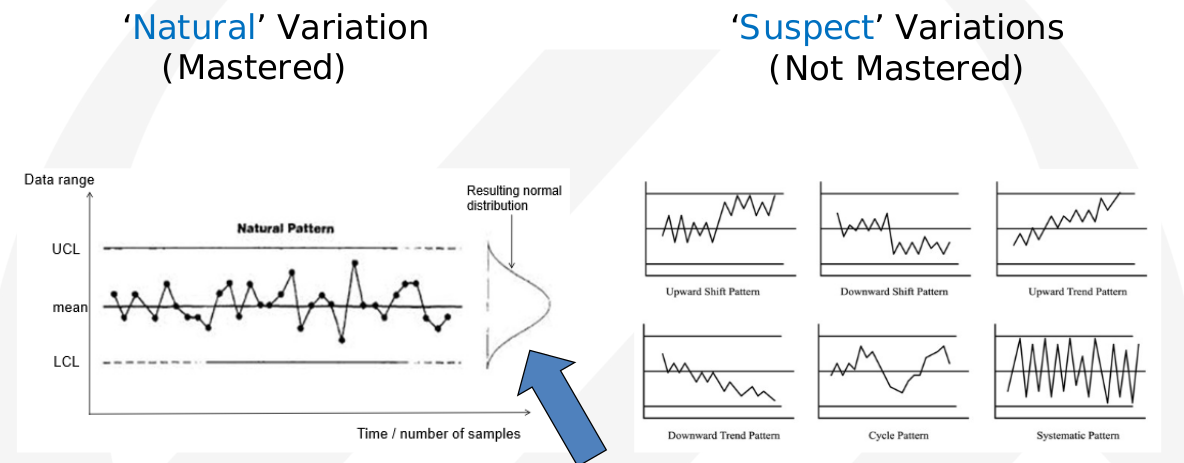 ‘Natural’ Variation
(Mastered)
‘Suspect’ Variations
(Not Mastered)
Data range
Resulting normal
distribution
Natural Pattern
UCL
mean
LCL
Time / number of samples
Upward Shift Pattern
Downward Shift Pattern
Upward Trend Pattern
Downward Trend Pattern
Cycle Pattern
Systematic Pattern